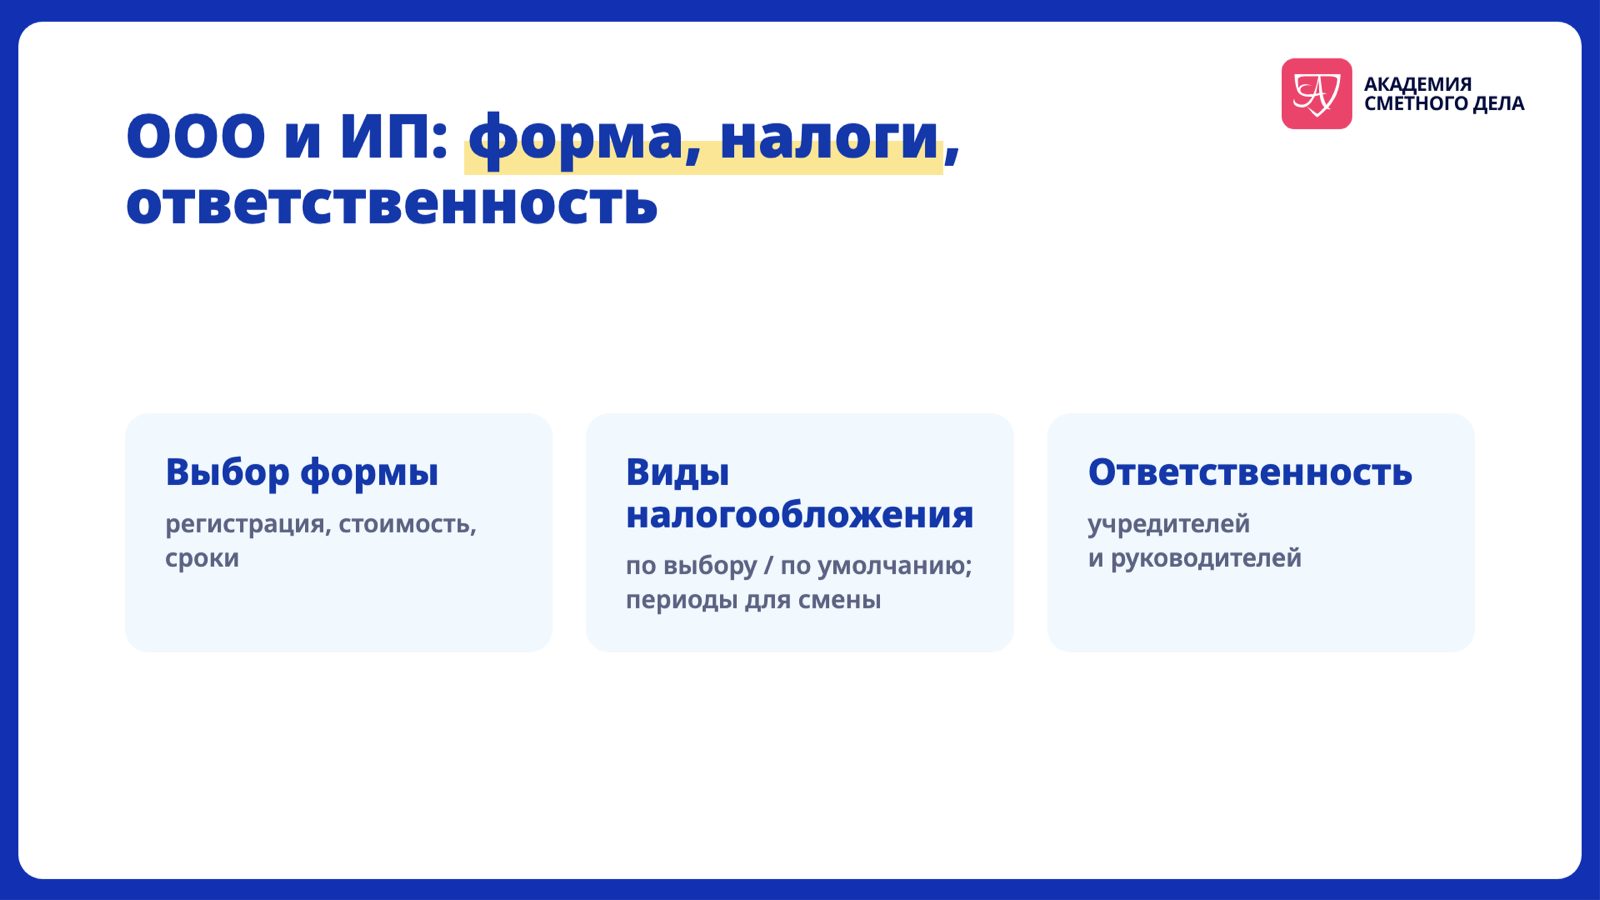 АКАДЕМИЯ
СМЕТНОГО ДЕЛА
ООО и ИП: форма, налоги,
ответственность
Выбор формы
регистрация, стоимость,
сроки
Виды
налогообложения
по выбору / по умолчанию;
периоды для смены
Ответственность
учредителей
и руководителей